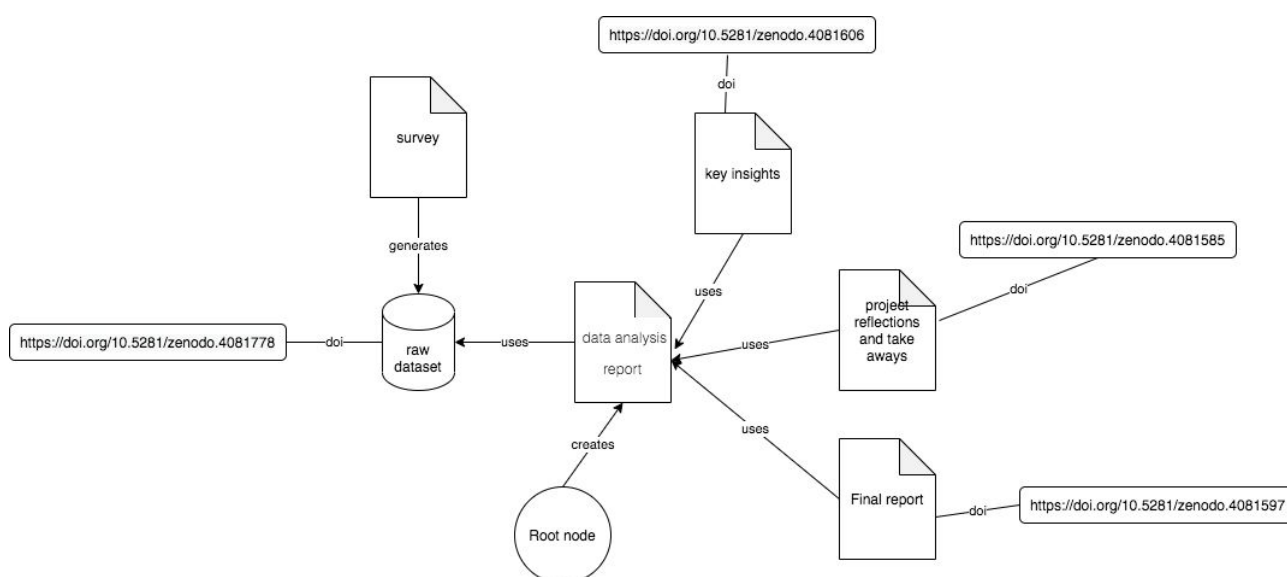 https://doi.org/10.5281/zenodo.4081606
doi
survey
key insights
generates
https://doi.org/10.5281/zenodo.4081585
doi
uses
project
reflections
and take
aways
data analysis
report
https://doi.org/10.5281/zenodo.4081778
doi
raw
dataset
uses
uses
uses
creates
Final report
doi
https://doi.org/10.5281/zenodo.4081597
Root node